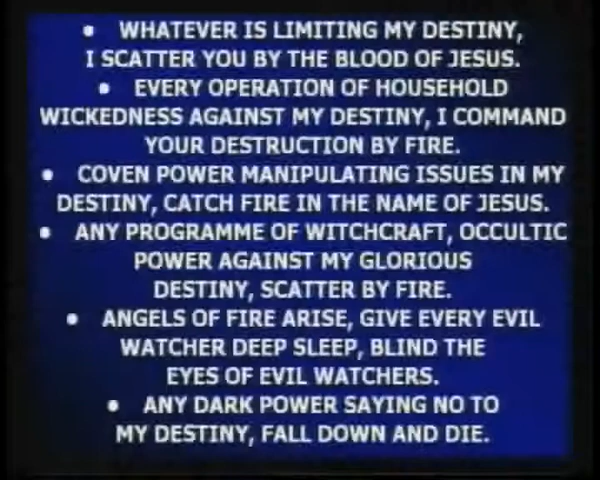 • WHATEVER IS LIMITING MY DESTINY,
I SCATTER YOU BY THE BLOOD OF JESUS.
• EVERY OPERATION OF HOUSEHOLD
WICKEDNESS AGAINST MY DESTINY, I COMMAND
YOUR DESTRUCTION BY FIRE.
• COVEN POWER MANIPULATING ISSUES IN MY
DESTINY, CATCH FIRE IN THE NAME OF JESUS.
• ANY PROGRAMME OF WITCHCRAFT, OCCULTIC
POWER AGAINST MY GLORIOUS
DESTINY, SCATTER BY FIRE.
• ANGELS OF FIRE ARISE, GIVE EVERY EVIL
WATCHER DEEP SLEEP, BLIND THE
EYES OF EVIL WATCHERS.
• ANY DARK POWER SAYING NO TO
MY DESTINY, FALL DOWN AND DIE.